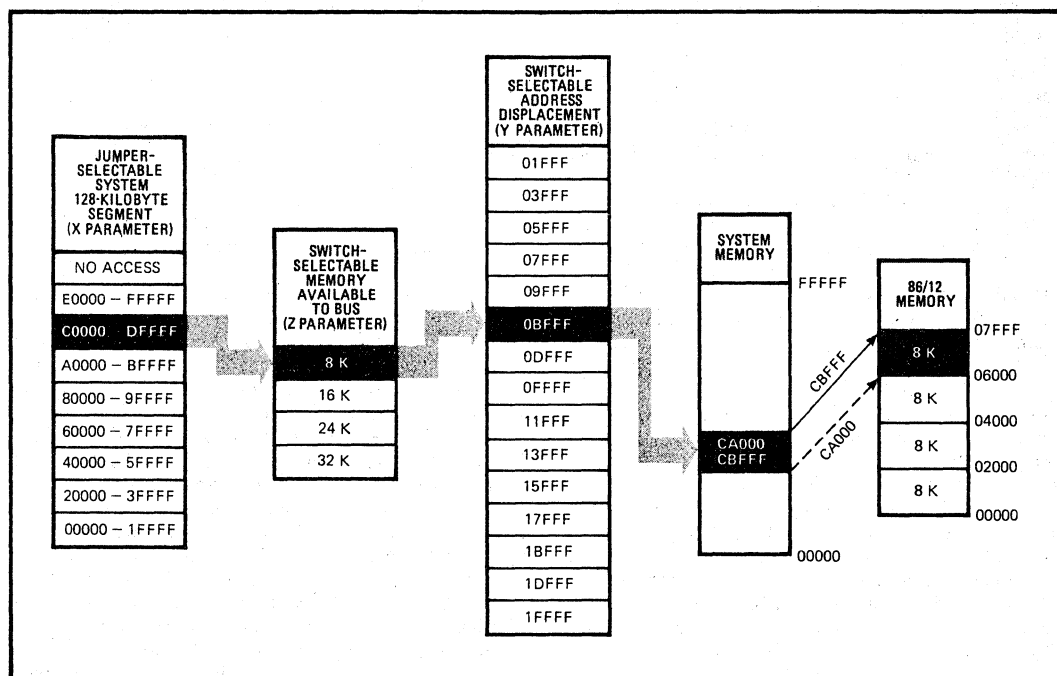 JUMPER-
SELECTABLE
SYSTEM
128-KILOBYTE
SEGMENT
(X PARAMETER)
NO ACCESS
E0000 – FFFFF
C0000 DFFFF
A0000 – BFFFF
80000 – 9FFFF
60000 – 7FFFF
40000 – 5FFFF
20000 – 3FFFF
00000 – 1FFFF
SWITCH-
SELECTABLE
MEMORY
AVAILABLE
TO BUS
(Z PARAMETER)
8 K
16 K
24 K
32 K
SWITCH-
SELECTABLE
ADDRESS
DISPLACEMENT
(Y PARAMETER)
01FFF
03FFF
05FFF
07FFF
09FFF
0BFFF
0DFFF
0FFFF
11FFF
13FFF
15FFF
17FFF
1BFFF
1DFFF
1FFFF
SYSTEM
MEMORY
FFFFF
CA000
CBFFF
00000
CBFFF
CA000
86/12
MEMORY
07FFF
8 K
06000
8 K
04000
8 K
02000
8 K
00000